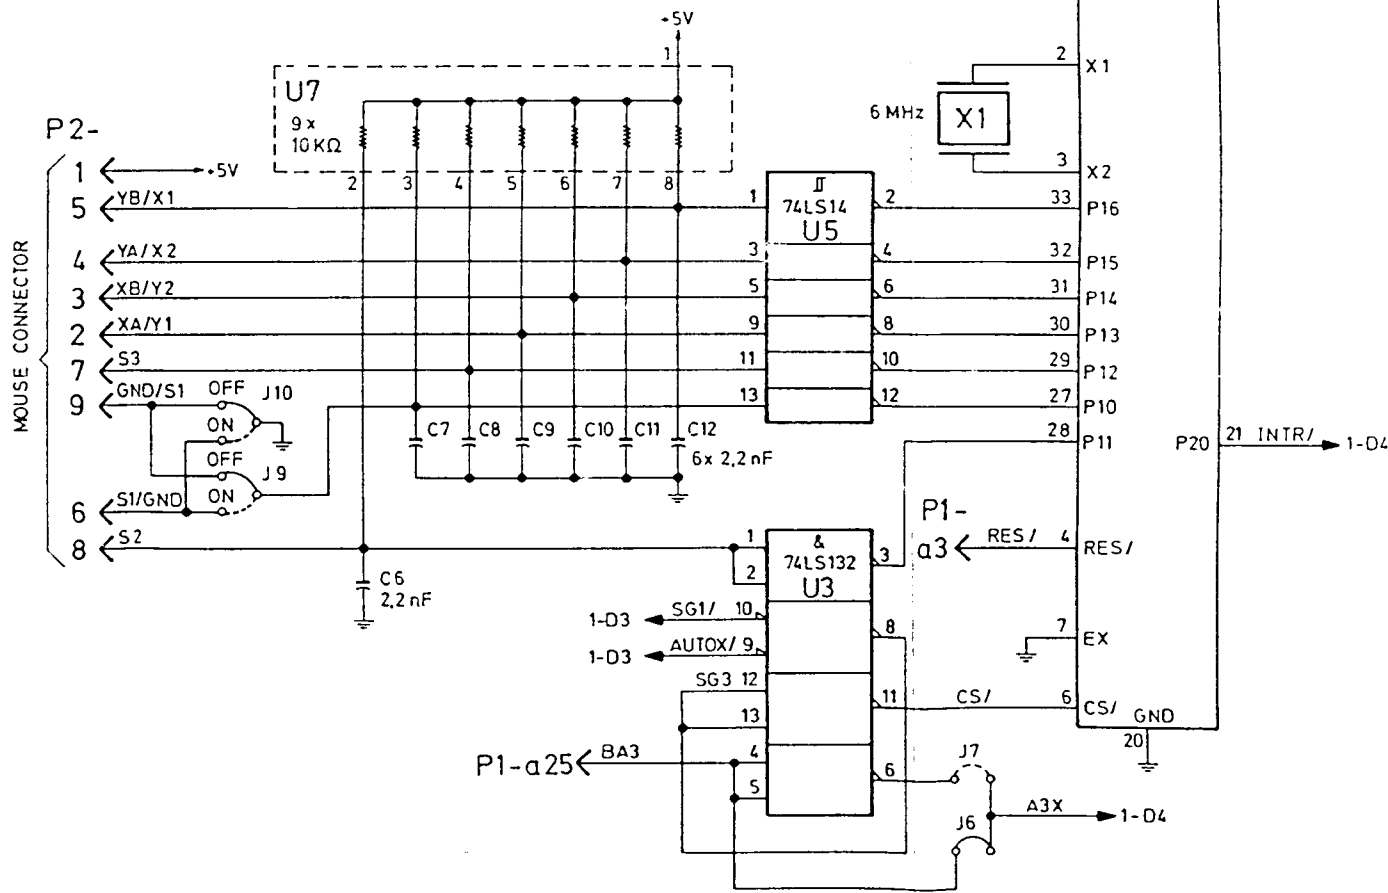 +5V
1
U7
9 x
10 KΩ
P2-
2 3 4 5 6 7 8
1 +5V
5 YB/X1
4 YA/X2
3 XB/Y2
2 XA/Y1
7 S3
9 GND/S1
6 S1/GND
8 S2
MOUSE CONNECTOR
OFF J10
ON
OFF J9
ON
C7 C8 C9 C10 C11 C12
6x 2,2 nF
C6
2,2 nF
1 74LS14 2
U5
3 4
5 6
9 8
11 10
13 12
6 MHz X1
2 X1
3 X2
33 P16
32 P15
31 P14
30 P13
29 P12
27 P10
28 P11
P20 21 INTR/ 1-D4
P1-
a3 RES/ 4 RES/
7 EX
CS/ 6 CS/
GND
20
1 & 3
74LS132
2 U3
1-D3 SG1/ 10 8
1-D3 AUTOX/ 9
SG3 12 11
13
P1-a25 BA3 4 6
5
J7
A3X 1-D4
J6